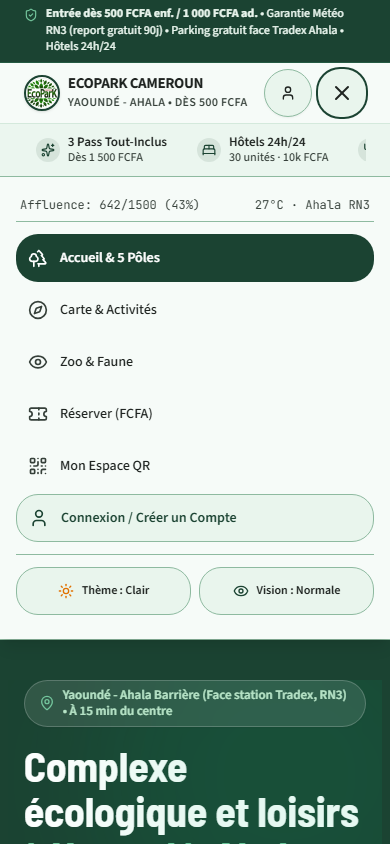 Entrée dès 500 FCFA enf. / 1 000 FCFA ad. • Garantie Météo
RN3 (report gratuit 90j) • Parking gratuit face Tradex Ahala •
Hôtels 24h/24
EcoParK
ECOPARK CAMEROUN
YAOUNDÉ - AHALA • DÈS 500 FCFA
3 Pass Tout-Inclus
Dès 1 500 FCFA
Hôtels 24h/24
30 unités · 10k FCFA
Affluence: 642/1500 (43%)
27°C · Ahala RN3
Accueil & 5 Pôles
Carte & Activités
Zoo & Faune
Réserver (FCFA)
Mon Espace QR
Connexion / Créer un Compte
Thème : Clair
Vision : Normale
Yaoundé - Ahala Barrière (Face station Tradex, RN3)
• À 15 min du centre
Complexe
écologique et loisirs